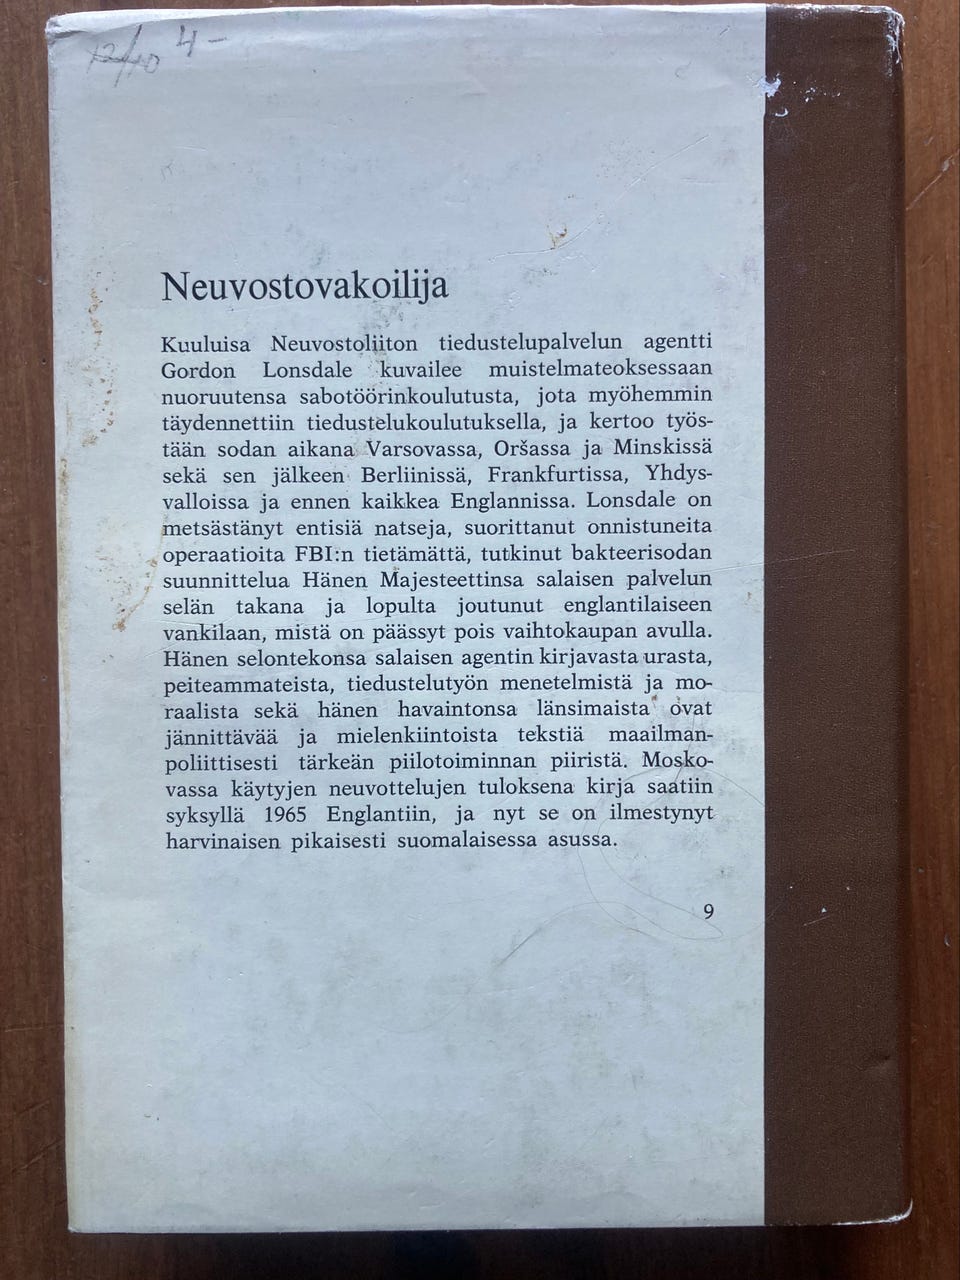 12/10 4-
Neuvostovakoilija
Kuuluisa Neuvostoliiton tiedustelupalvelun agentti
Gordon Lonsdale kuvailee muistelmateoksessaan
nuoruutensa sabotöörinkoulutusta, jota myöhemmin
täydennettiin tiedustelukoulutuksella, ja kertoo työs-
tään sodan aikana Varsovassa, Oršassa ja Minskissä
sekä sen jälkeen Berliinissä, Frankfurtissa, Yhdys-
valloissa ja ennen kaikkea Englannissa. Lonsdale on
metsästänyt entisiä natseja, suorittanut onnistuneita
operaatioita FBI:n tietämättä, tutkinut bakteerisodan
suunnittelua Hänen Majesteettinsa salaisen palvelun
selän takana ja lopulta joutunut englantilaiseen
vankilaan, mistä on päässyt pois vaihtokaupan avulla.
Hänen selontekonsa salaisen agentin kirjavasta urasta,
peiteammateista, tiedustelutyön menetelmistä ja mo-
raalista sekä hänen havaintonsa länsimaista ovat
jännittävää ja mielenkiintoista tekstiä maailman-
poliittisesti tärkeän piilotoiminnan piiristä. Mosko-
vassa käytyjen neuvottelujen tuloksena kirja saatiin
syksyllä 1965 Englantiin, ja nyt se on ilmestynyt
harvinaisen pikaisesti suomalaisessa asussa.
9